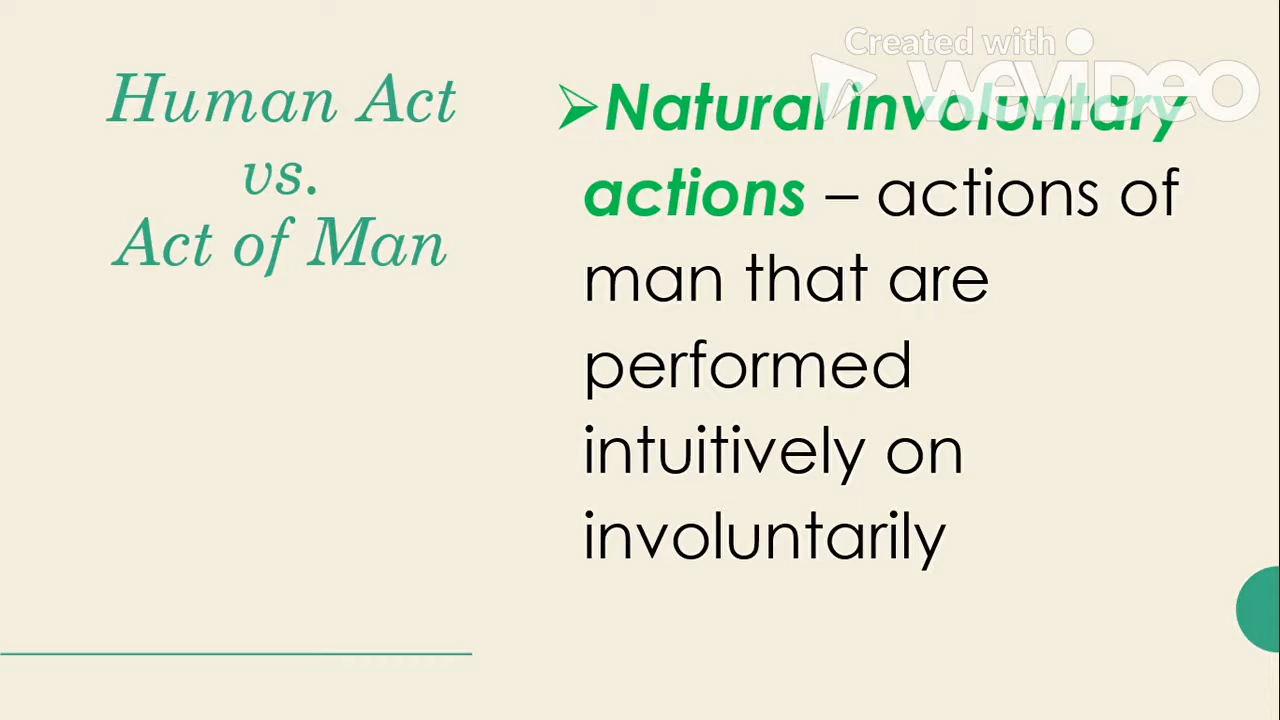 Created with
WEVIDEO
Human Act
vs.
Act of Man
Natural involuntary
actions – actions of
man that are
performed
intuitively on
involuntarily